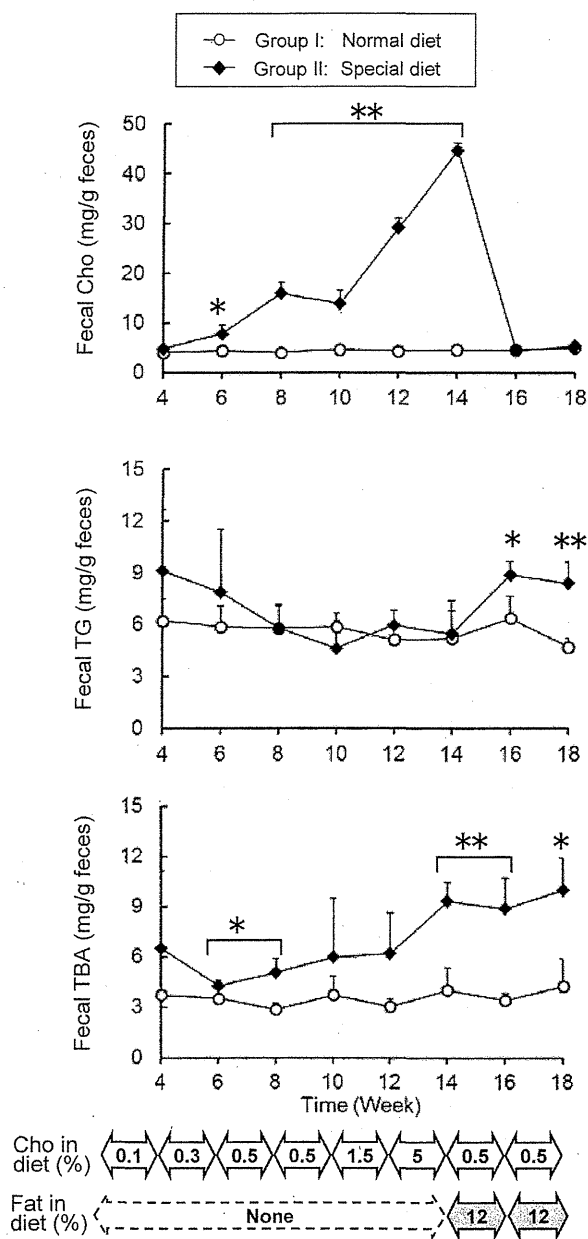 Group I: Normal diet
Group II: Special diet
**
50
40
30
20
10
0
*
Fecal Cho (mg/g feces)
4 6 8 10 12 14 16 18
15
12
9
6
3
0
* **
Fecal TG (mg/g feces)
4 6 8 10 12 14 16 18
15
12
9
6
3
0
* ** *
Fecal TBA (mg/g feces)
4 6 8 10 12 14 16 18
Time (Week)
Cho in diet (%)
0.1 0.3 0.5 0.5 1.5 5 0.5 0.5
Fat in diet (%)
None 12 12